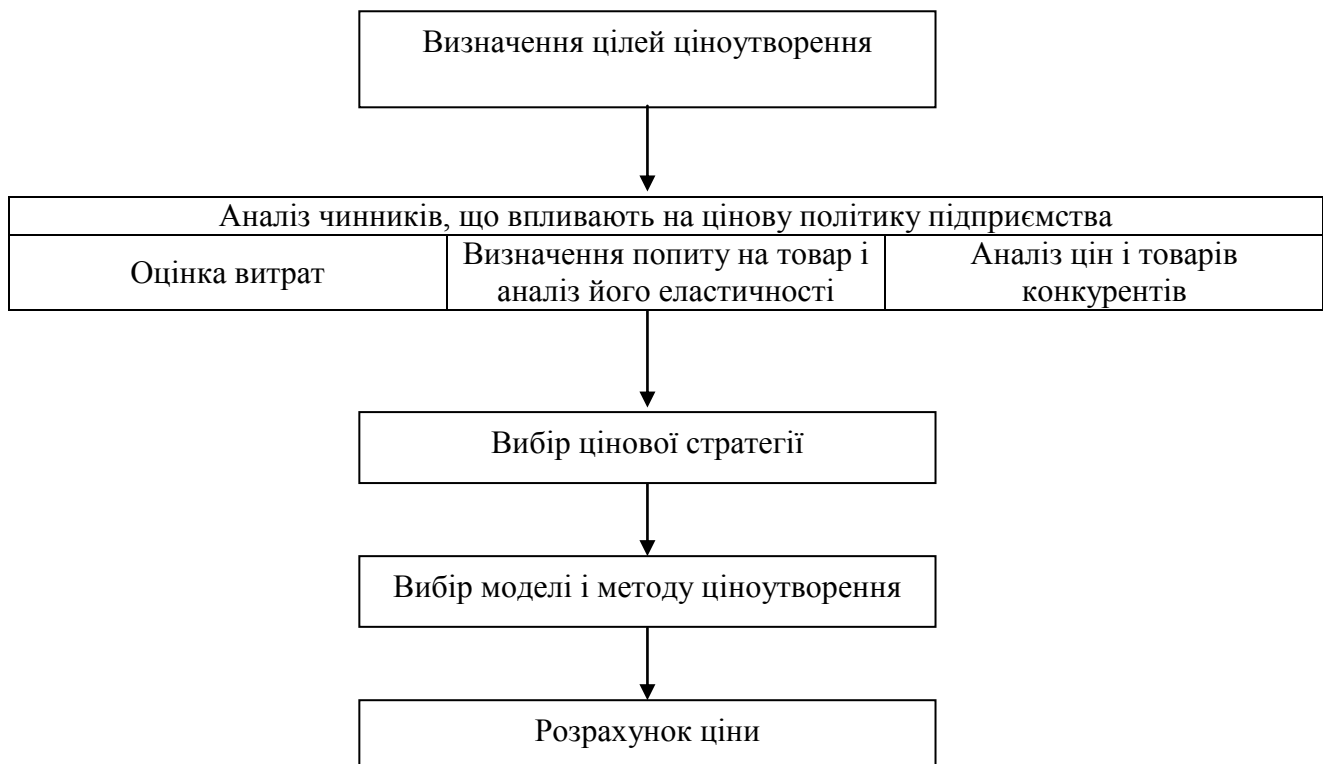 Визначення цілей ціноутворення
Аналіз чинників, що впливають на цінову політику підприємства
Оцінка витрат
Визначення попиту на товар і
аналіз його еластичності
Аналіз цін і товарів
конкурентів
Вибір цінової стратегії
Вибір моделі і методу ціноутворення
Розрахунок ціни